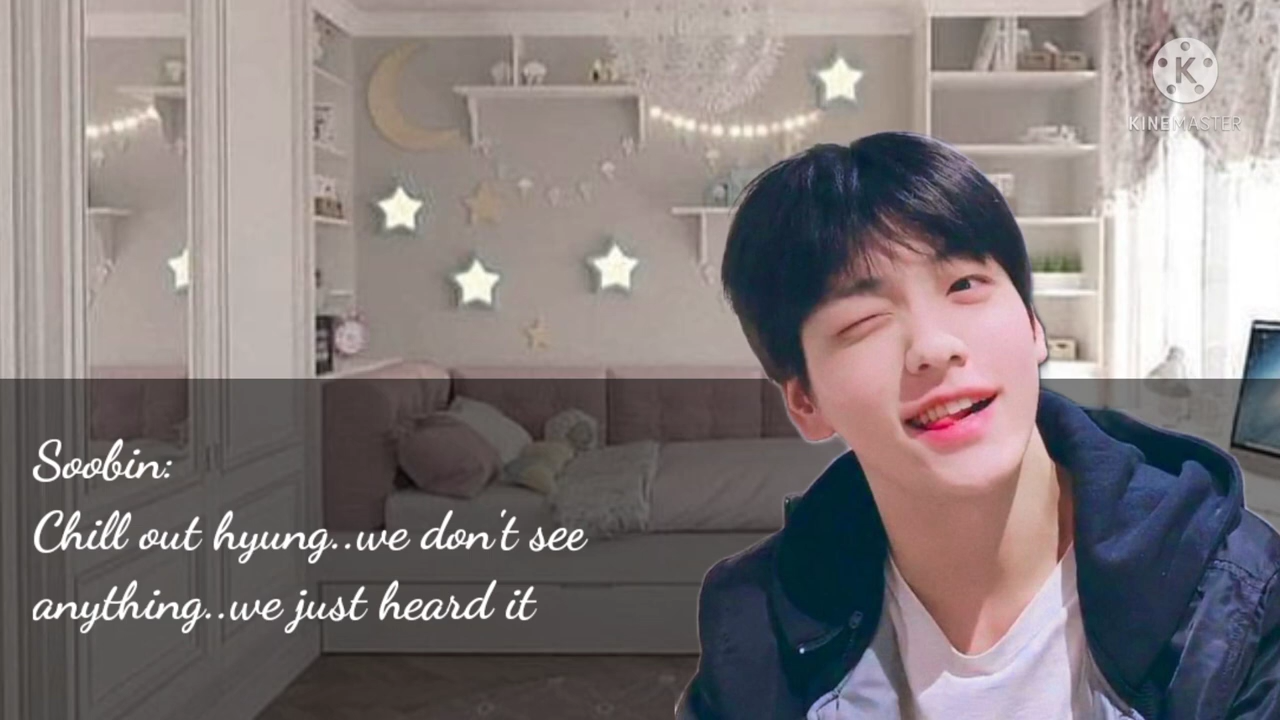 K
KINEMASTER
Soobin:
Chill out hyung..we don't see
anything..we just heard it